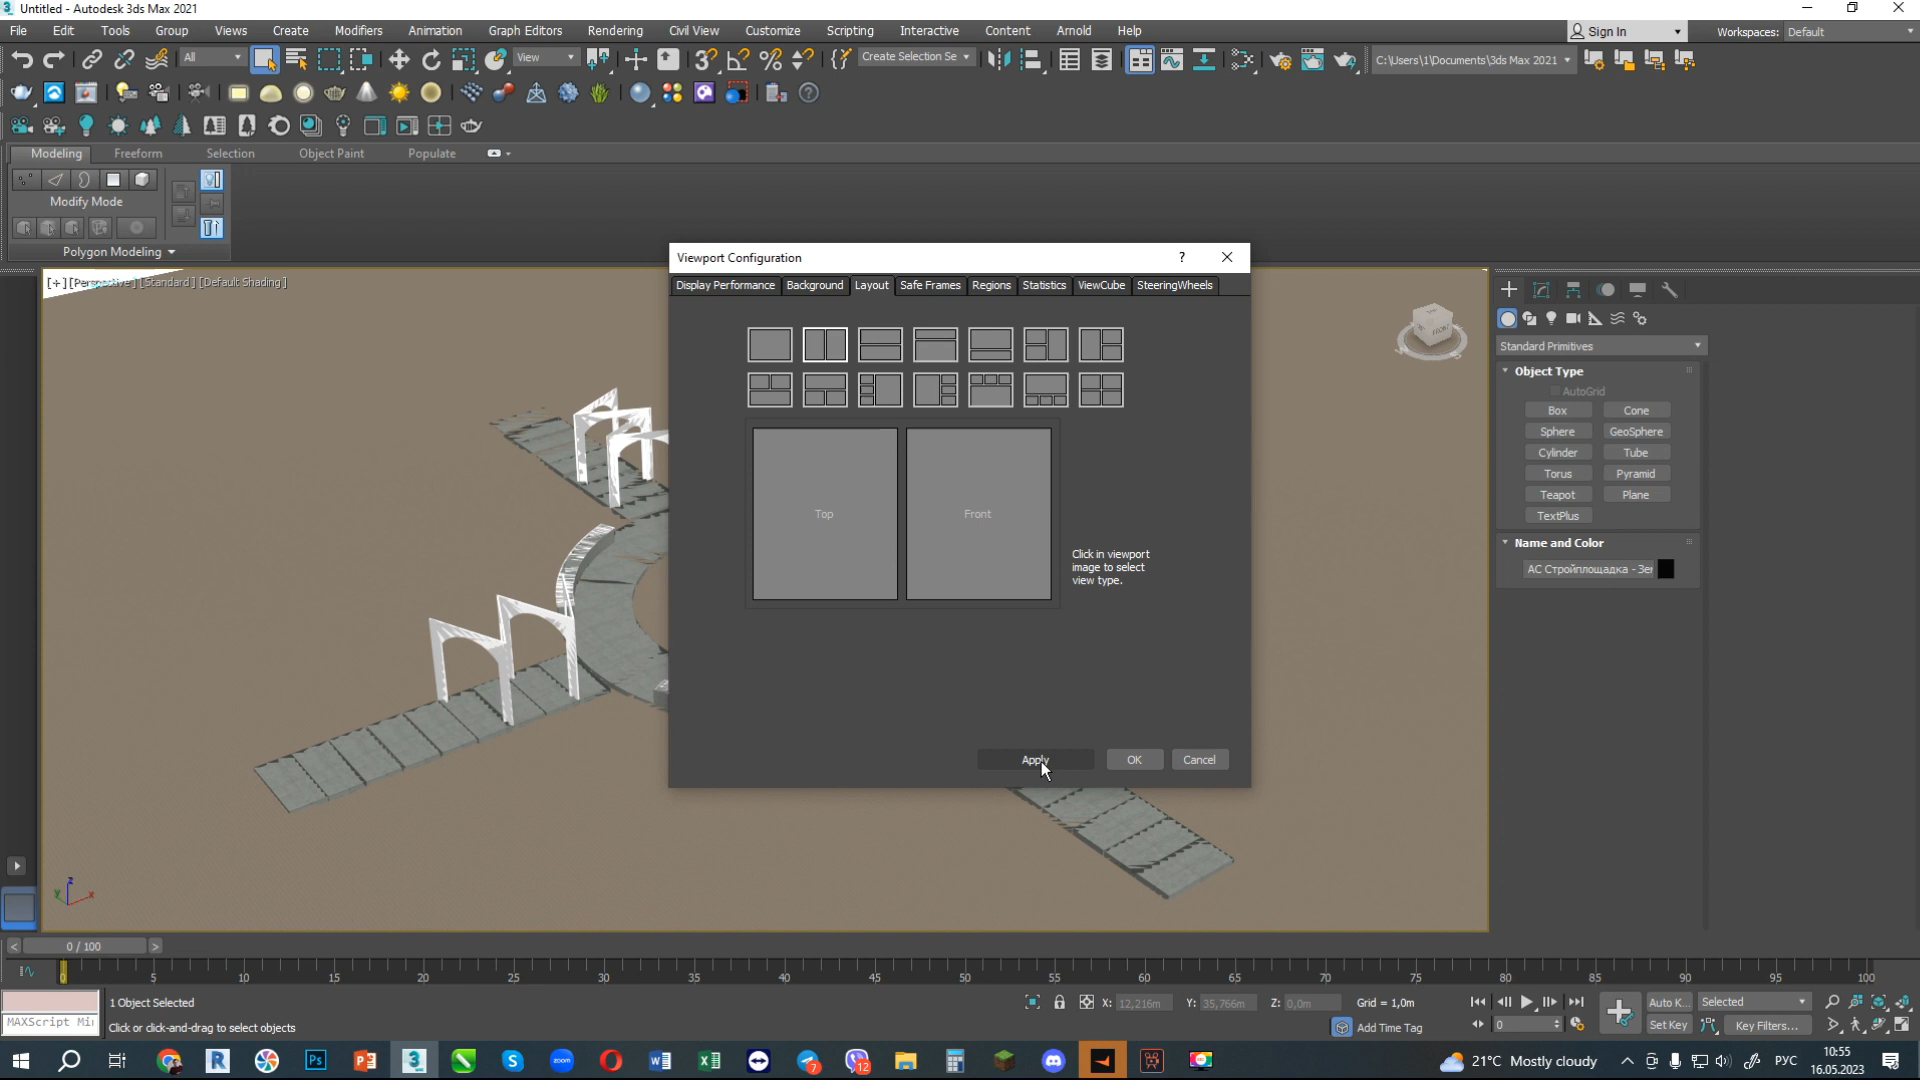 Untitled - Autodesk 3ds Max 2021
File Edit Tools Group Views Create Modifiers Animation Graph Editors Rendering Civil View Customize Scripting Interactive Content Arnold Help
Sign In
Workspaces: Default
All
View
Create Selection Se
C:\Users\1\Documents\3ds Max 2021
Modeling Freeform Selection Object Paint Populate
Modify Mode
Polygon Modeling
[+] [Perspective] [Standard] [Default Shading]
Viewport Configuration
Display Performance Background Layout Safe Frames Regions Statistics ViewCube SteeringWheels
Top
Front
Click in viewport
image to select
view type.
Apply OK Cancel
FRONT
Standard Primitives
Object Type
AutoGrid
Box Cone
Sphere GeoSphere
Cylinder Tube
Torus Pyramid
Teapot Plane
TextPlus
Name and Color
АС Стройплощадка - Зе
z
y
x
< 0 / 100 >
0 5 10 15 20 25 30 35 40 45 50 55 60 65 70 75 80 85 90 95 100
1 Object Selected
X: 12,216m Y: 35,766m Z: 0,0m Grid = 1,0m
Auto K... Selected
MAXScript Mi
Click or click-and-drag to select objects
Add Time Tag
0
Set Key Key Filters...
21°C Mostly cloudy
РУС
10:55
16.05.2023
7
12